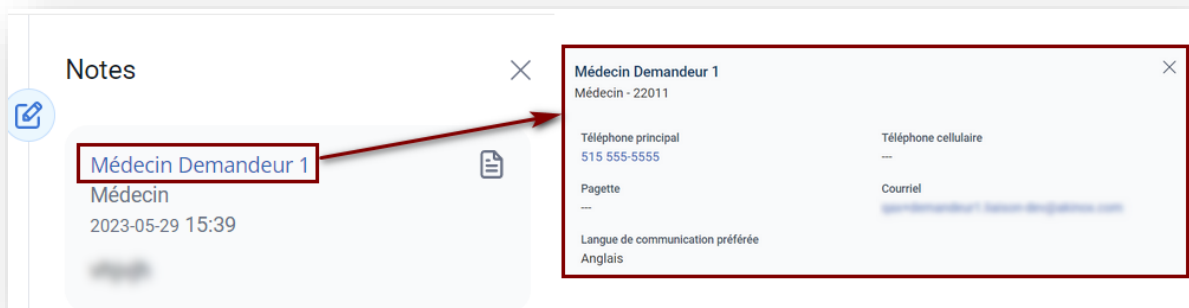 Notes
Médecin Demandeur 1
Médecin
2023-05-29 15:39
Médecin Demandeur 1
Médecin - 22011
Téléphone principal
515 555-5555
Téléphone cellulaire
---
Pagette
---
Courriel
Langue de communication préférée
Anglais